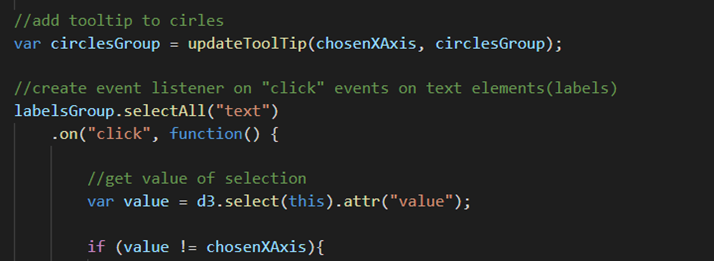 //add tooltip to cirles
var circlesGroup = updateToolTip(chosenXAxis, circlesGroup);
//create event listener on "click" events on text elements(labels)
labelsGroup.selectAll("text")
.on("click", function() {
//get value of selection
var value = d3.select(this).attr("value");
if (value != chosenXAxis){